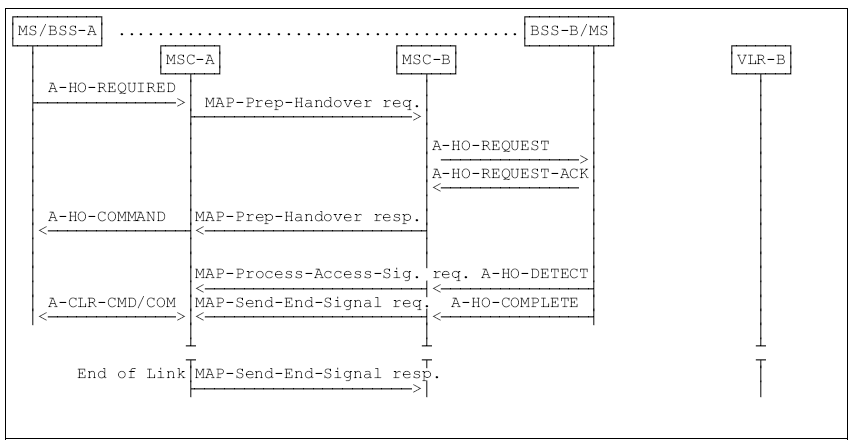 MS/BSS-A ....................................... BSS-B/MS
MSC-A MSC-B VLR-B
A-HO-REQUIRED
MAP-Prep-Handover req.
A-HO-REQUEST
A-HO-REQUEST-ACK
A-HO-COMMAND MAP-Prep-Handover resp.
MAP-Process-Access-Sig. req. A-HO-DETECT
A-CLR-CMD/COM MAP-Send-End-Signal req. A-HO-COMPLETE
End of Link MAP-Send-End-Signal resp.